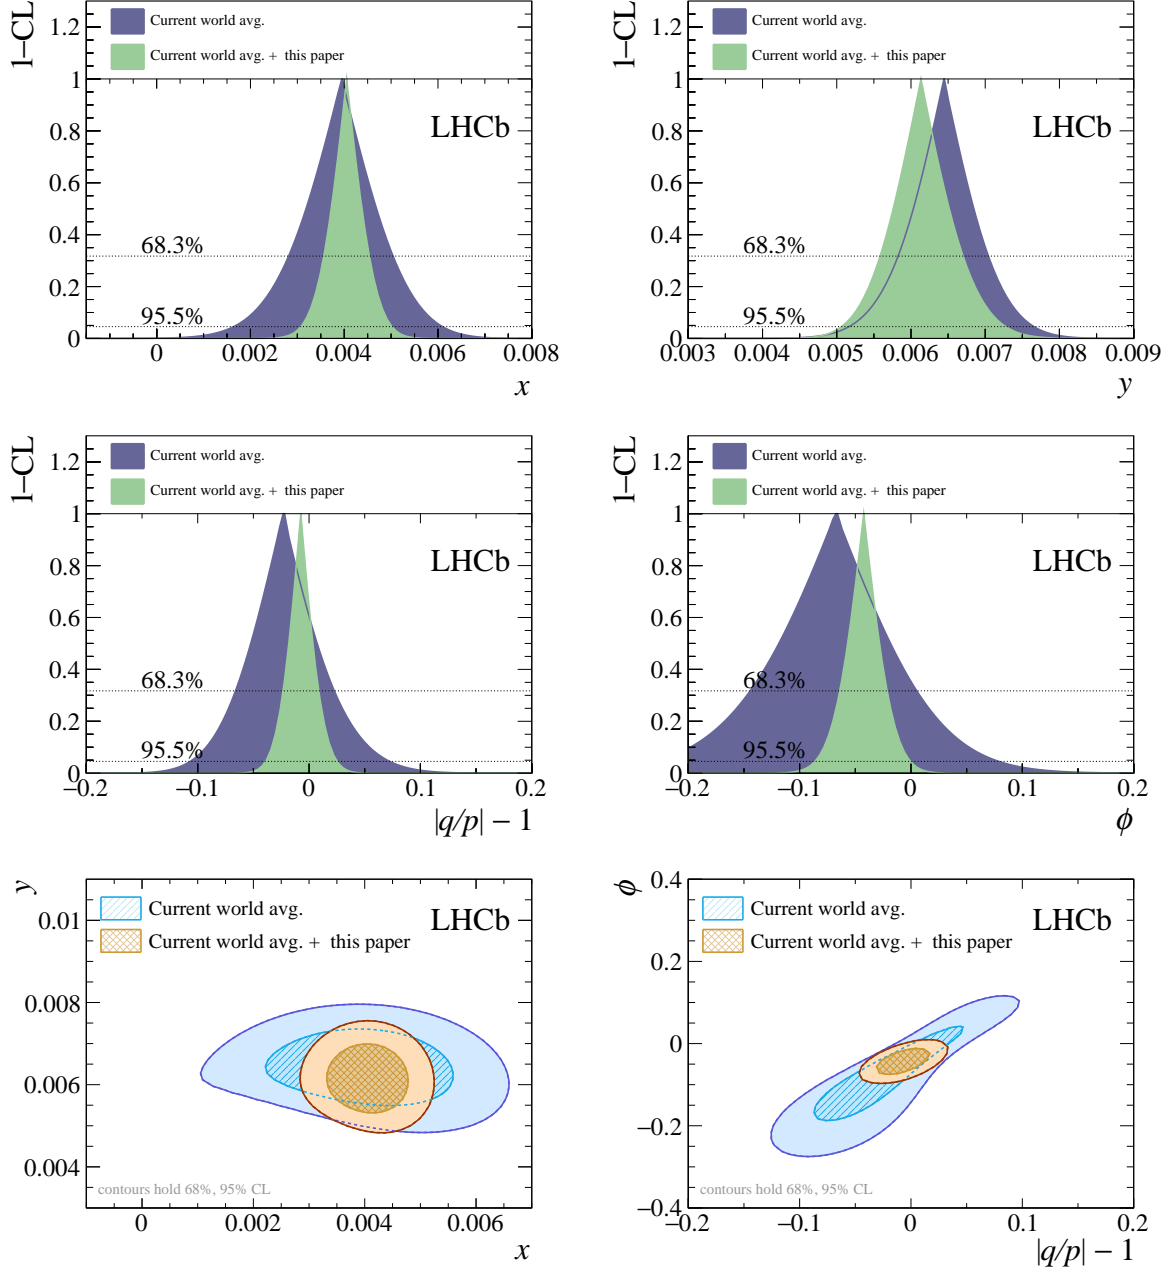 1−CL
1.2
1
0.8
0.6
0.4
0.2
0
Current world avg.
Current world avg. + this paper
LHCb
68.3%
95.5%
0 0.002 0.004 0.006 0.008
x
1−CL
1.2
1
0.8
0.6
0.4
0.2
0
Current world avg.
Current world avg. + this paper
LHCb
68.3%
95.5%
0.003 0.004 0.005 0.006 0.007 0.008 0.009
y
1−CL
1.2
1
0.8
0.6
0.4
0.2
0
Current world avg.
Current world avg. + this paper
LHCb
68.3%
95.5%
−0.2 −0.1 0 0.1 0.2
|q/p| − 1
1−CL
1.2
1
0.8
0.6
0.4
0.2
0
Current world avg.
Current world avg. + this paper
LHCb
68.3%
95.5%
−0.2 −0.1 0 0.1 0.2
ϕ
y
0.01
0.008
0.006
0.004
Current world avg.
Current world avg. + this paper
LHCb
contours hold 68%, 95% CL
0 0.002 0.004 0.006
x
ϕ
0.4
0.2
0
−0.2
−0.4
Current world avg.
Current world avg. + this paper
LHCb
contours hold 68%, 95% CL
−0.2 −0.1 0 0.1 0.2
|q/p| − 1